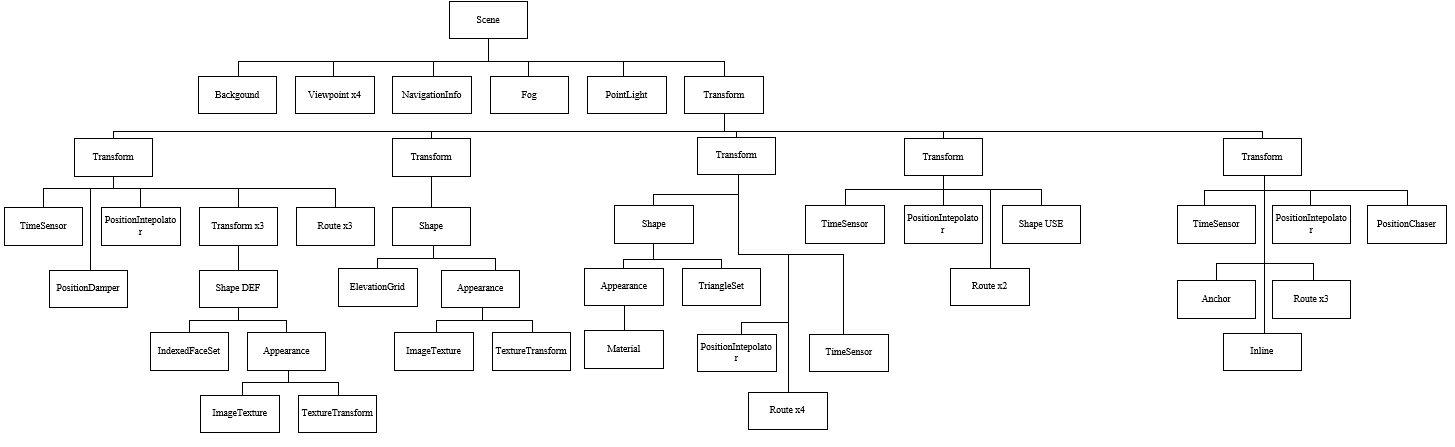 Scene
Backgound
Viewpoint x4
NavigationInfo
Fog
PointLight
Transform
Transform
Transform
Transform
Transform
Transform
TimeSensor
PositionIntepolato
r
Transform x3
Route x3
Shape
Shape
TimeSensor
PositionIntepolato
r
Shape USE
TimeSensor
PositionIntepolato
r
PositionChaser
PositionDamper
Shape DEF
ElevationGrid
Appearance
Appearance
TriangleSet
Route x2
Anchor
Route x3
IndexedFaceSet
Appearance
ImageTexture
TextureTransform
Material
PositionIntepolato
r
TimeSensor
Inline
ImageTexture
TextureTransform
Route x4